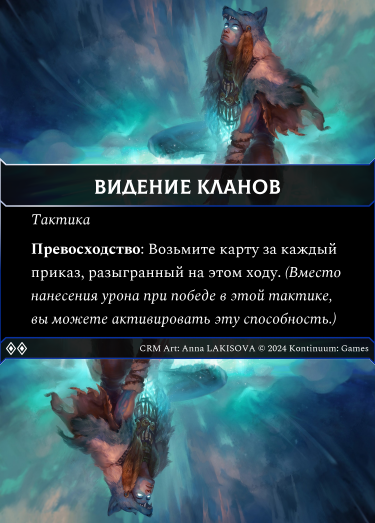 ВИДЕНИЕ КЛАНОВ
Тактика
Превосходство: Возьмите карту за каждый
приказ, разыгранный на этом ходу. (Вместо
нанесения урона при победе в этой тактике,
вы можете активировать эту способность.)
CRM Art: Anna LAKISOVA © 2024 Kontinuum: Games